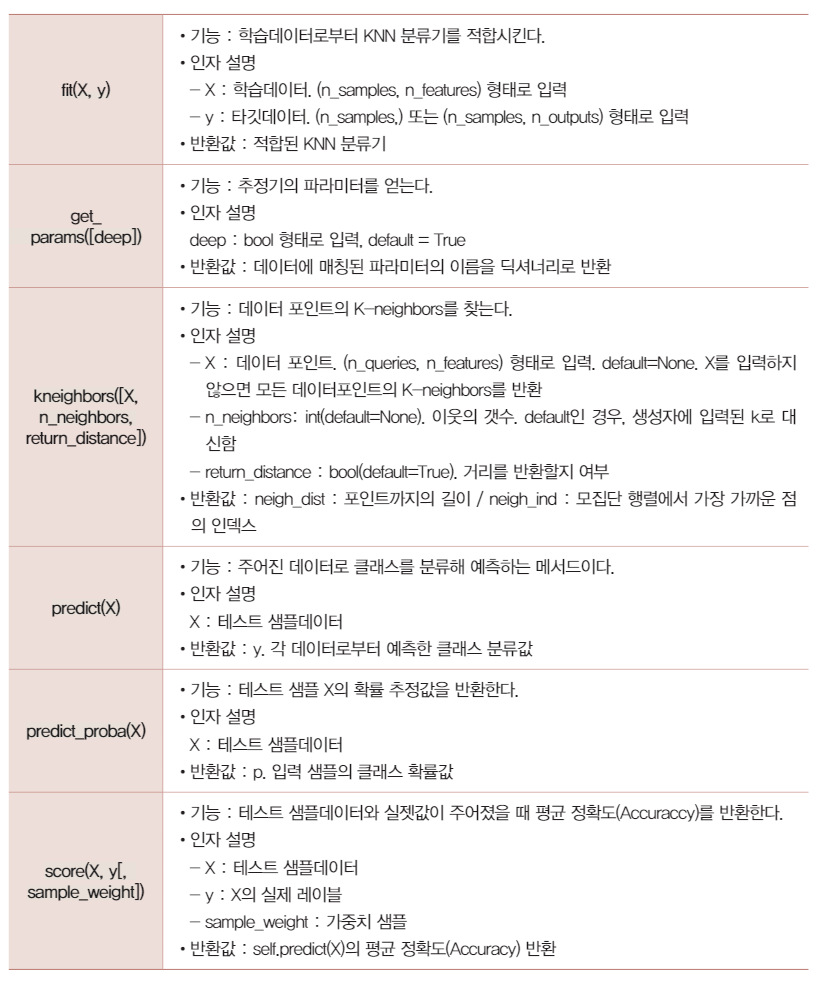 fit(X, y)
• 기능 : 학습데이터로부터 KNN 분류기를 적합시킨다.
• 인자 설명
– X : 학습데이터. (n_samples, n_features) 형태로 입력
– y : 타깃데이터. (n_samples,) 또는 (n_samples, n_outputs) 형태로 입력
• 반환값 : 적합된 KNN 분류기
get_
params([deep])
• 기능 : 추정기의 파라미터를 얻는다.
• 인자 설명
deep : bool 형태로 입력, default = True
• 반환값 : 데이터에 매칭된 파라미터의 이름을 딕셔너리로 반환
kneighbors([X,
n_neighbors,
return_distance])
• 기능 : 데이터 포인트의 K-neighbors를 찾는다.
• 인자 설명
– X : 데이터 포인트. (n_queries, n_features) 형태로 입력. default=None. X를 입력하지
않으면 모든 데이터포인트의 K-neighbors를 반환
– n_neighbors: int(default=None). 이웃의 갯수. default인 경우, 생성자에 입력된 k로 대
신함
– return_distance : bool(default=True). 거리를 반환할지 여부
• 반환값 : neigh_dist : 포인트까지의 길이 / neigh_ind : 모집단 행렬에서 가장 가까운 점
의 인덱스
predict(X)
• 기능 : 주어진 데이터로 클래스를 분류해 예측하는 메서드이다.
• 인자 설명
X : 테스트 샘플데이터
• 반환값 : y. 각 데이터로부터 예측한 클래스 분류값
predict_proba(X)
• 기능 : 테스트 샘플 X의 확률 추정값을 반환한다.
• 인자 설명
X : 테스트 샘플데이터
• 반환값 : p. 입력 샘플의 클래스 확률값
score(X, y[,
sample_weight])
• 기능 : 테스트 샘플데이터와 실젯값이 주어졌을 때 평균 정확도(Accuraccy)를 반환한다.
• 인자 설명
– X : 테스트 샘플데이터
– y : X의 실제 레이블
– sample_weight : 가중치 샘플
• 반환값 : self.predict(X)의 평균 정확도(Accuracy) 반환